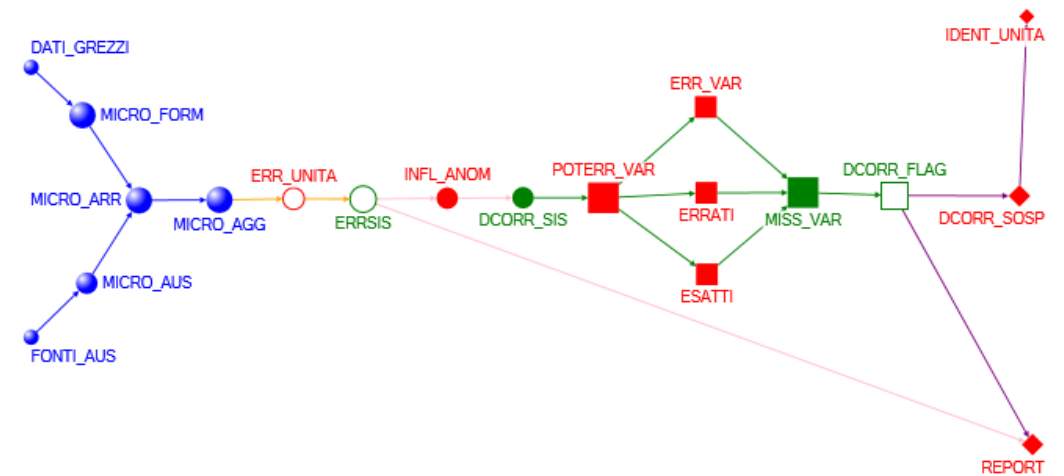 IDENT_UNITA
DATI_GREZZI
ERR_VAR
MICRO_FORM
POTERR_VAR
DCORR_FLAG
ERR_UNITA
INFL_ANOM
MICRO_ARR
MICRO_AGG
ERRSIS
DCORR_SIS
ERRATI
MISS_VAR
DCORR_SOSP
MICRO_AUS
ESATTI
FONTI_AUS
REPORT